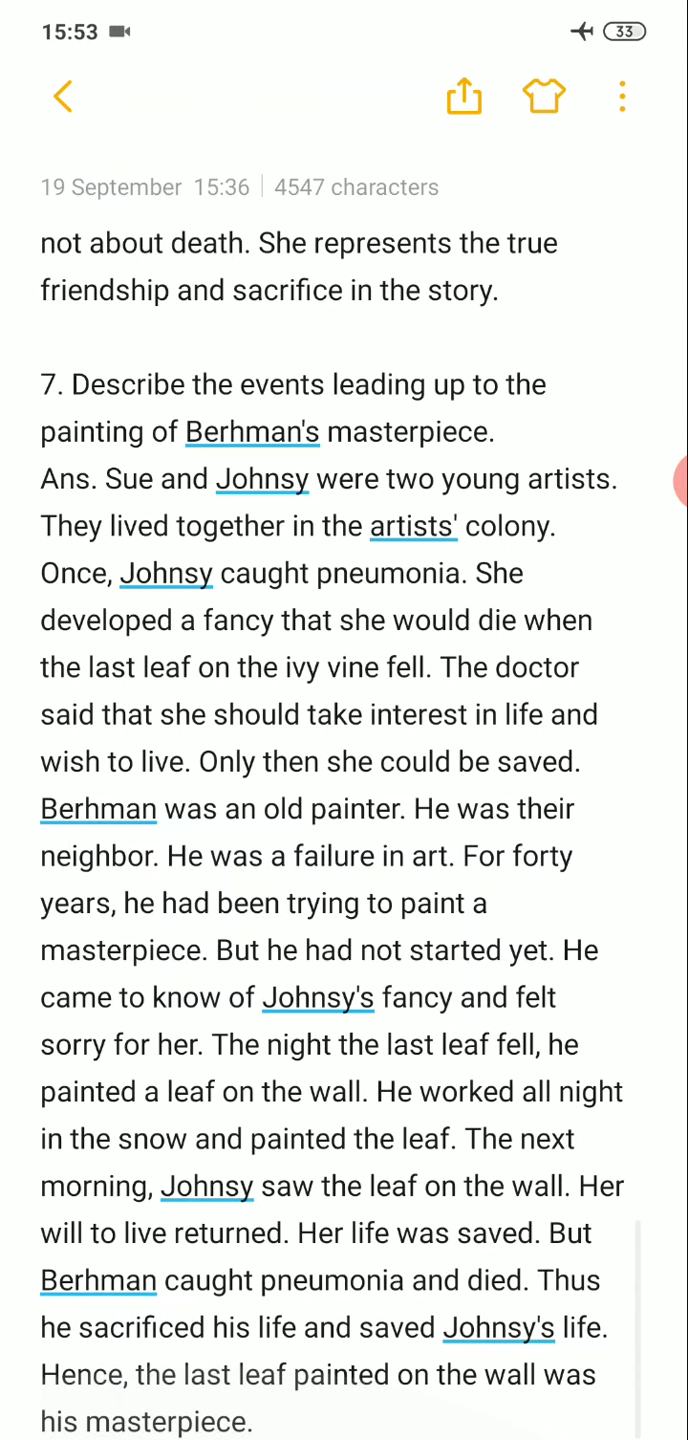 15:53
33
19 September 15:36 | 4547 characters
not about death. She represents the true
friendship and sacrifice in the story.
7. Describe the events leading up to the
painting of Berhman's masterpiece.
Ans. Sue and Johnsy were two young artists.
They lived together in the artists' colony.
Once, Johnsy caught pneumonia. She
developed a fancy that she would die when
the last leaf on the ivy vine fell. The doctor
said that she should take interest in life and
wish to live. Only then she could be saved.
Berhman was an old painter. He was their
neighbor. He was a failure in art. For forty
years, he had been trying to paint a
masterpiece. But he had not started yet. He
came to know of Johnsy's fancy and felt
sorry for her. The night the last leaf fell, he
painted a leaf on the wall. He worked all night
in the snow and painted the leaf. The next
morning, Johnsy saw the leaf on the wall. Her
will to live returned. Her life was saved. But
Berhman caught pneumonia and died. Thus
he sacrificed his life and saved Johnsy's life.
Hence, the last leaf painted on the wall was
his masterpiece.